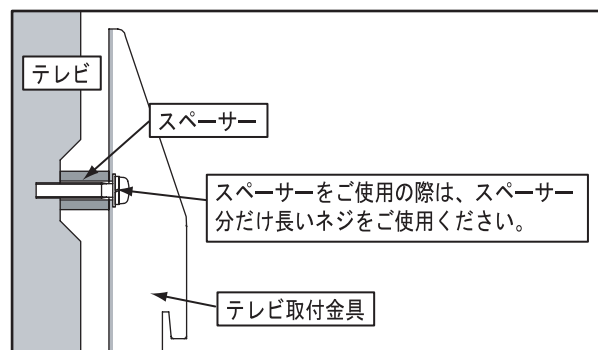 テレビ
スペーサー
スペーサーをご使用の際は、スペーサー
分だけ長いネジをご使用ください。
テレビ取付金具